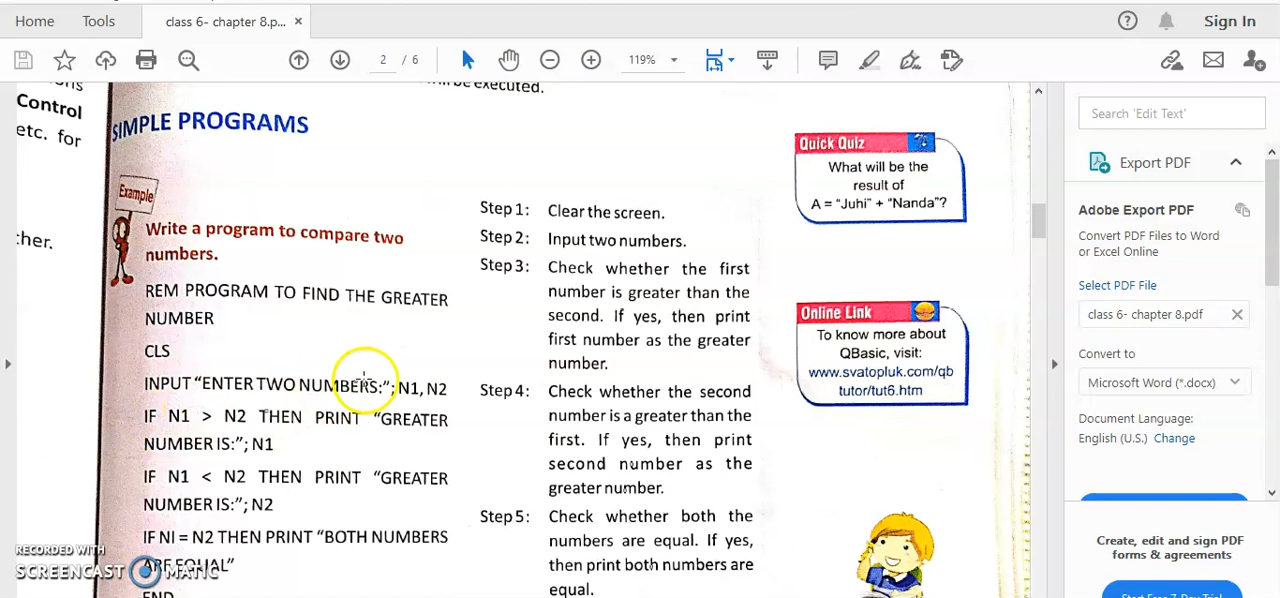 Home
Tools
class 6- chapter 8.p...
Sign In
2 / 6
119%
Control
etc. for
ther.
be executed.
SIMPLE PROGRAMS
Example
Write a program to compare two
numbers.
REM PROGRAM TO FIND THE GREATER
NUMBER
CLS
INPUT "ENTER TWO NUMBERS:"; N1, N2
IF N1 > N2 THEN PRINT "GREATER
NUMBER IS:"; N1
IF N1 < N2 THEN PRINT "GREATER
NUMBER IS:"; N2
IF NI = N2 THEN PRINT "BOTH NUMBERS
ARE EQUAL"
END
Step 1: Clear the screen.
Step 2: Input two numbers.
Step 3: Check whether the first
number is greater than the
second. If yes, then print
first number as the greater
number.
Step 4: Check whether the second
number is a greater than the
first. If yes, then print
second number as the
greater number.
Step 5: Check whether both the
numbers are equal. If yes,
then print both numbers are
equal.
Quick Quiz
What will be the
result of
A = "Juhi" + "Nanda"?
Online Link
To know more about
QBasic, visit:
www.svatopluk.com/qb
tutor/tut6.htm
Search 'Edit Text'
Export PDF
Adobe Export PDF
Convert PDF Files to Word
or Excel Online
Select PDF File
class 6- chapter 8.pdf
Convert to
Microsoft Word (*.docx)
Document Language:
English (U.S.) Change
Create, edit and sign PDF
forms & agreements
Start Free 7-Day Trial
RECORDED WITH
SCREENCAST MATIC